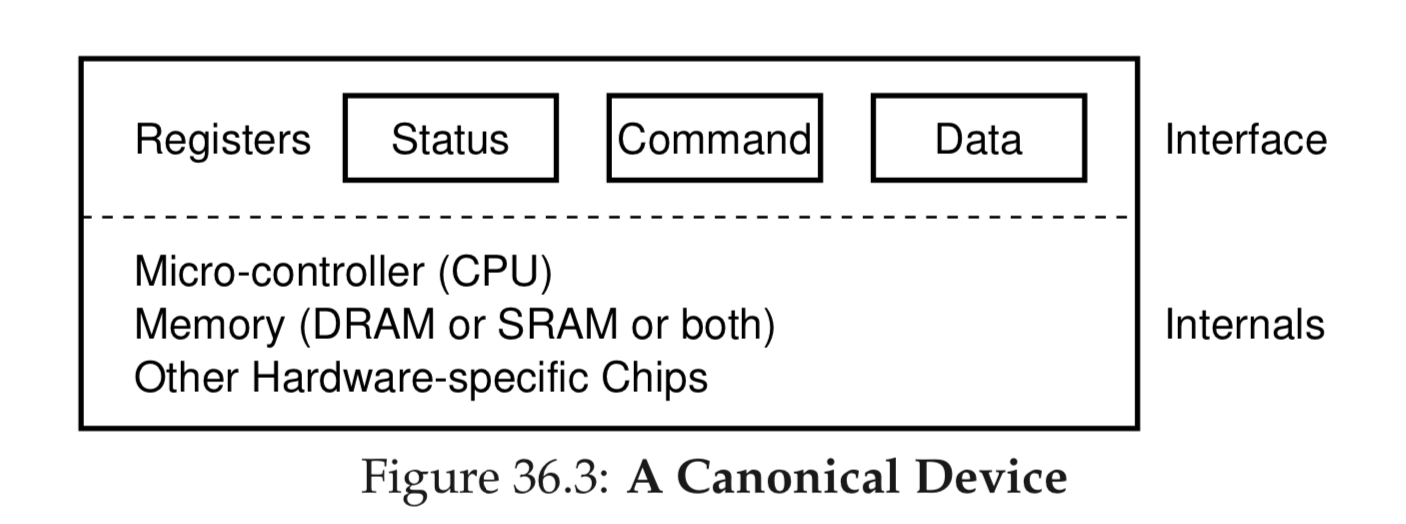 Registers Status Command Data Interface
Micro-controller (CPU)
Memory (DRAM or SRAM or both) Internals
Other Hardware-specific Chips
Figure 36.3: A Canonical Device